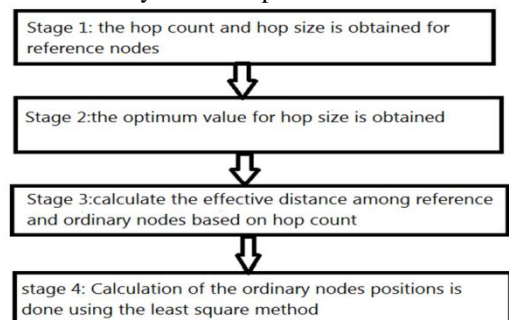 Stage 1: the hop count and hop size is obtained for
reference nodes
Stage 2:the optimum value for hop size is obtained
Stage 3:calculate the effective distance among reference
and ordinary nodes based on hop count
stage 4: Calculation of the ordinary nodes positions is
done using the least square method